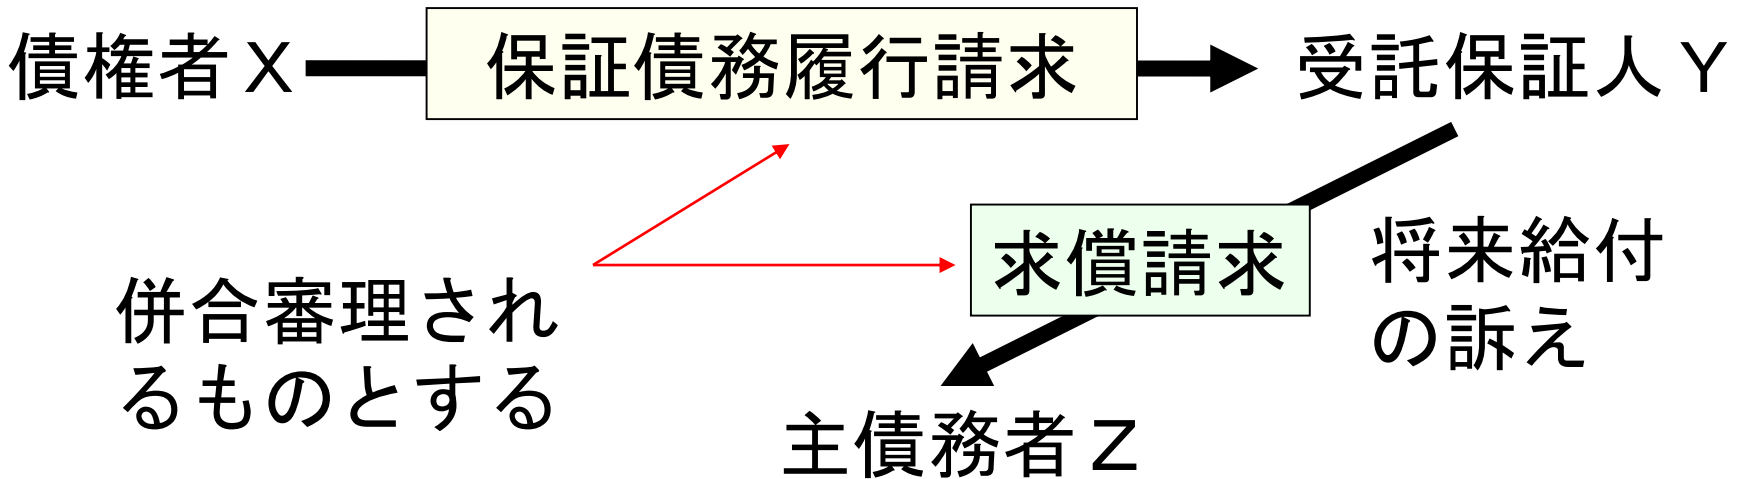 債権者X
保証債務履行請求
受託保証人Y
求償請求
将来給付
の訴え
併合審理され
るものとする
主債務者Z